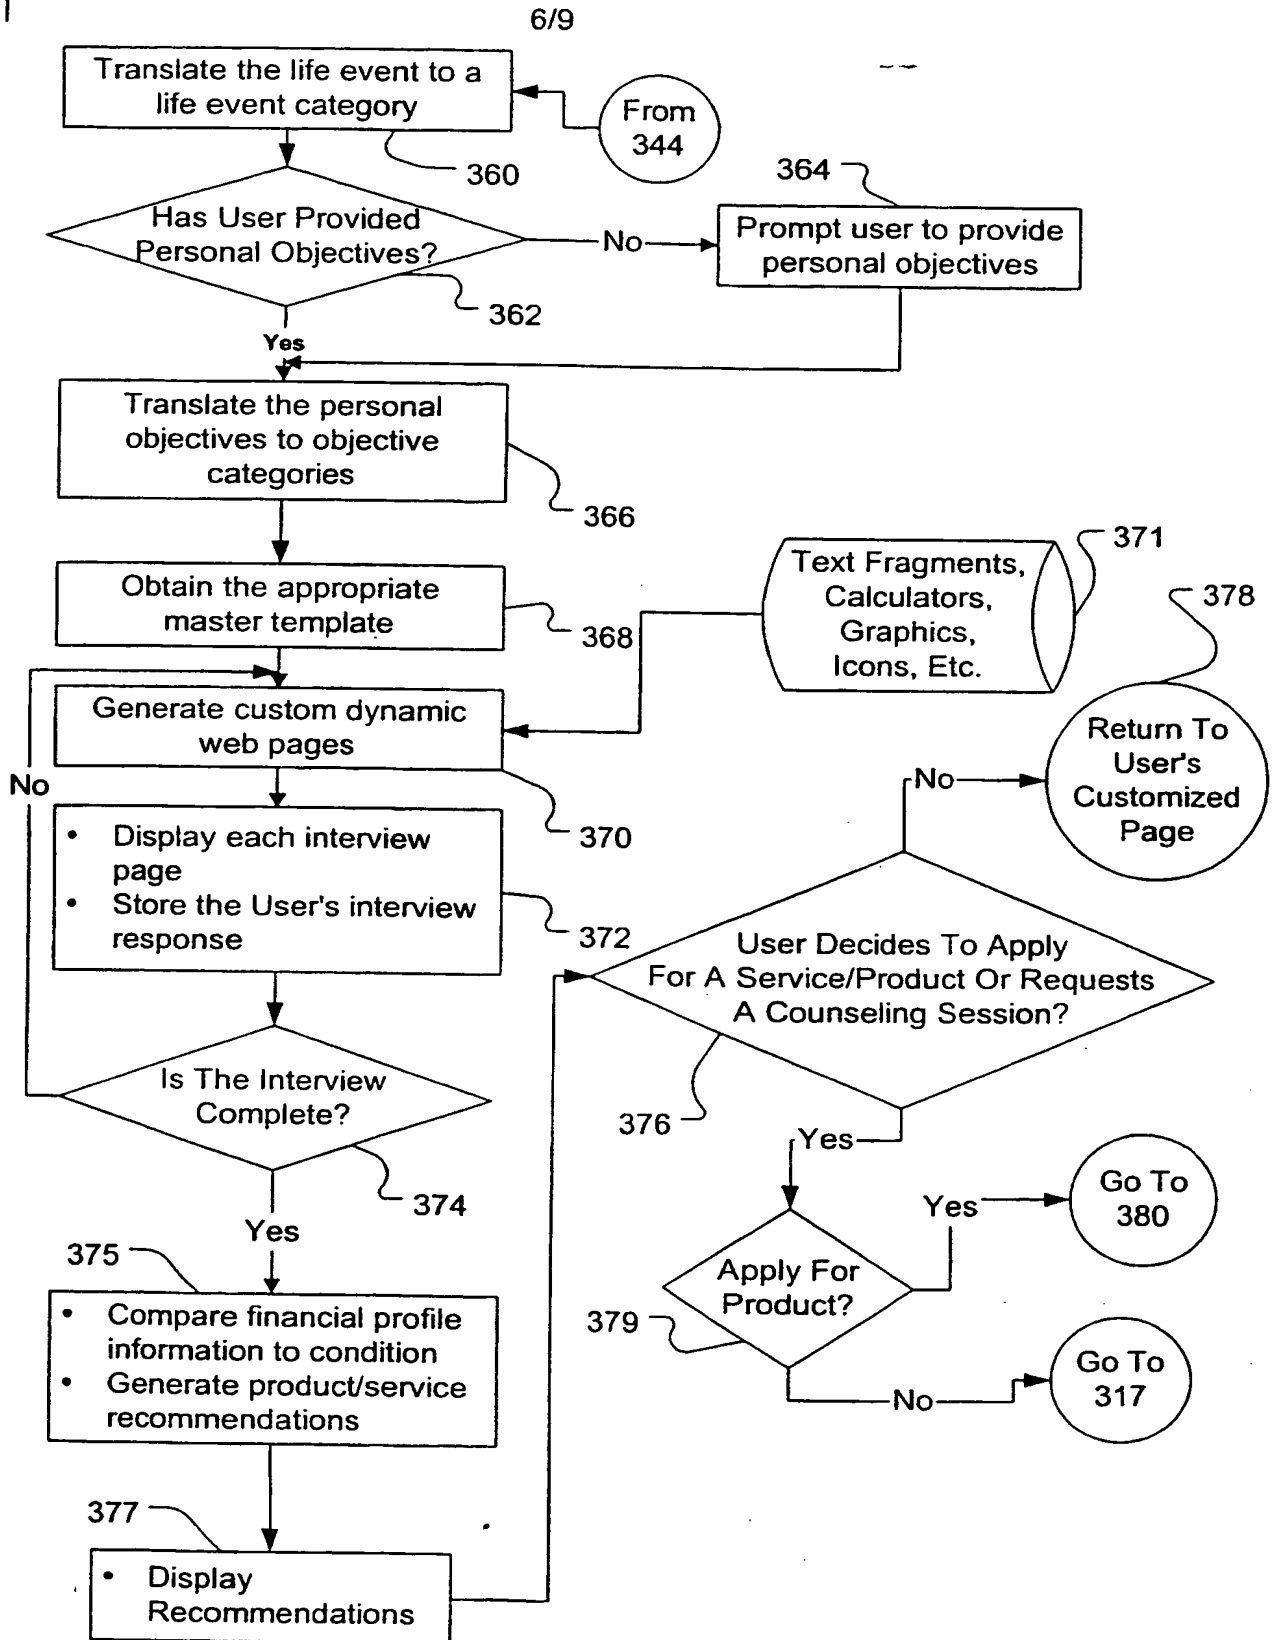 6/9
Translate the life event to a
life event category
From
344
360
364
Has User Provided
Personal Objectives?
No
Prompt user to provide
personal objectives
362
Yes
Translate the personal
objectives to objective
categories
366
371
Text Fragments,
Calculators,
Graphics,
Icons, Etc.
378
Obtain the appropriate
master template
368
Generate custom dynamic
web pages
Return To
User's
Customized
Page
No
No
370
• Display each interview
page
• Store the User's interview
response
372
User Decides To Apply
For A Service/Product Or Requests
A Counseling Session?
Is The Interview
Complete?
376
Yes
374
Yes
Go To
380
Yes
375
Apply For
Product?
379
• Compare financial profile
information to condition
• Generate product/service
recommendations
Go To
317
No
377
• Display
Recommendations